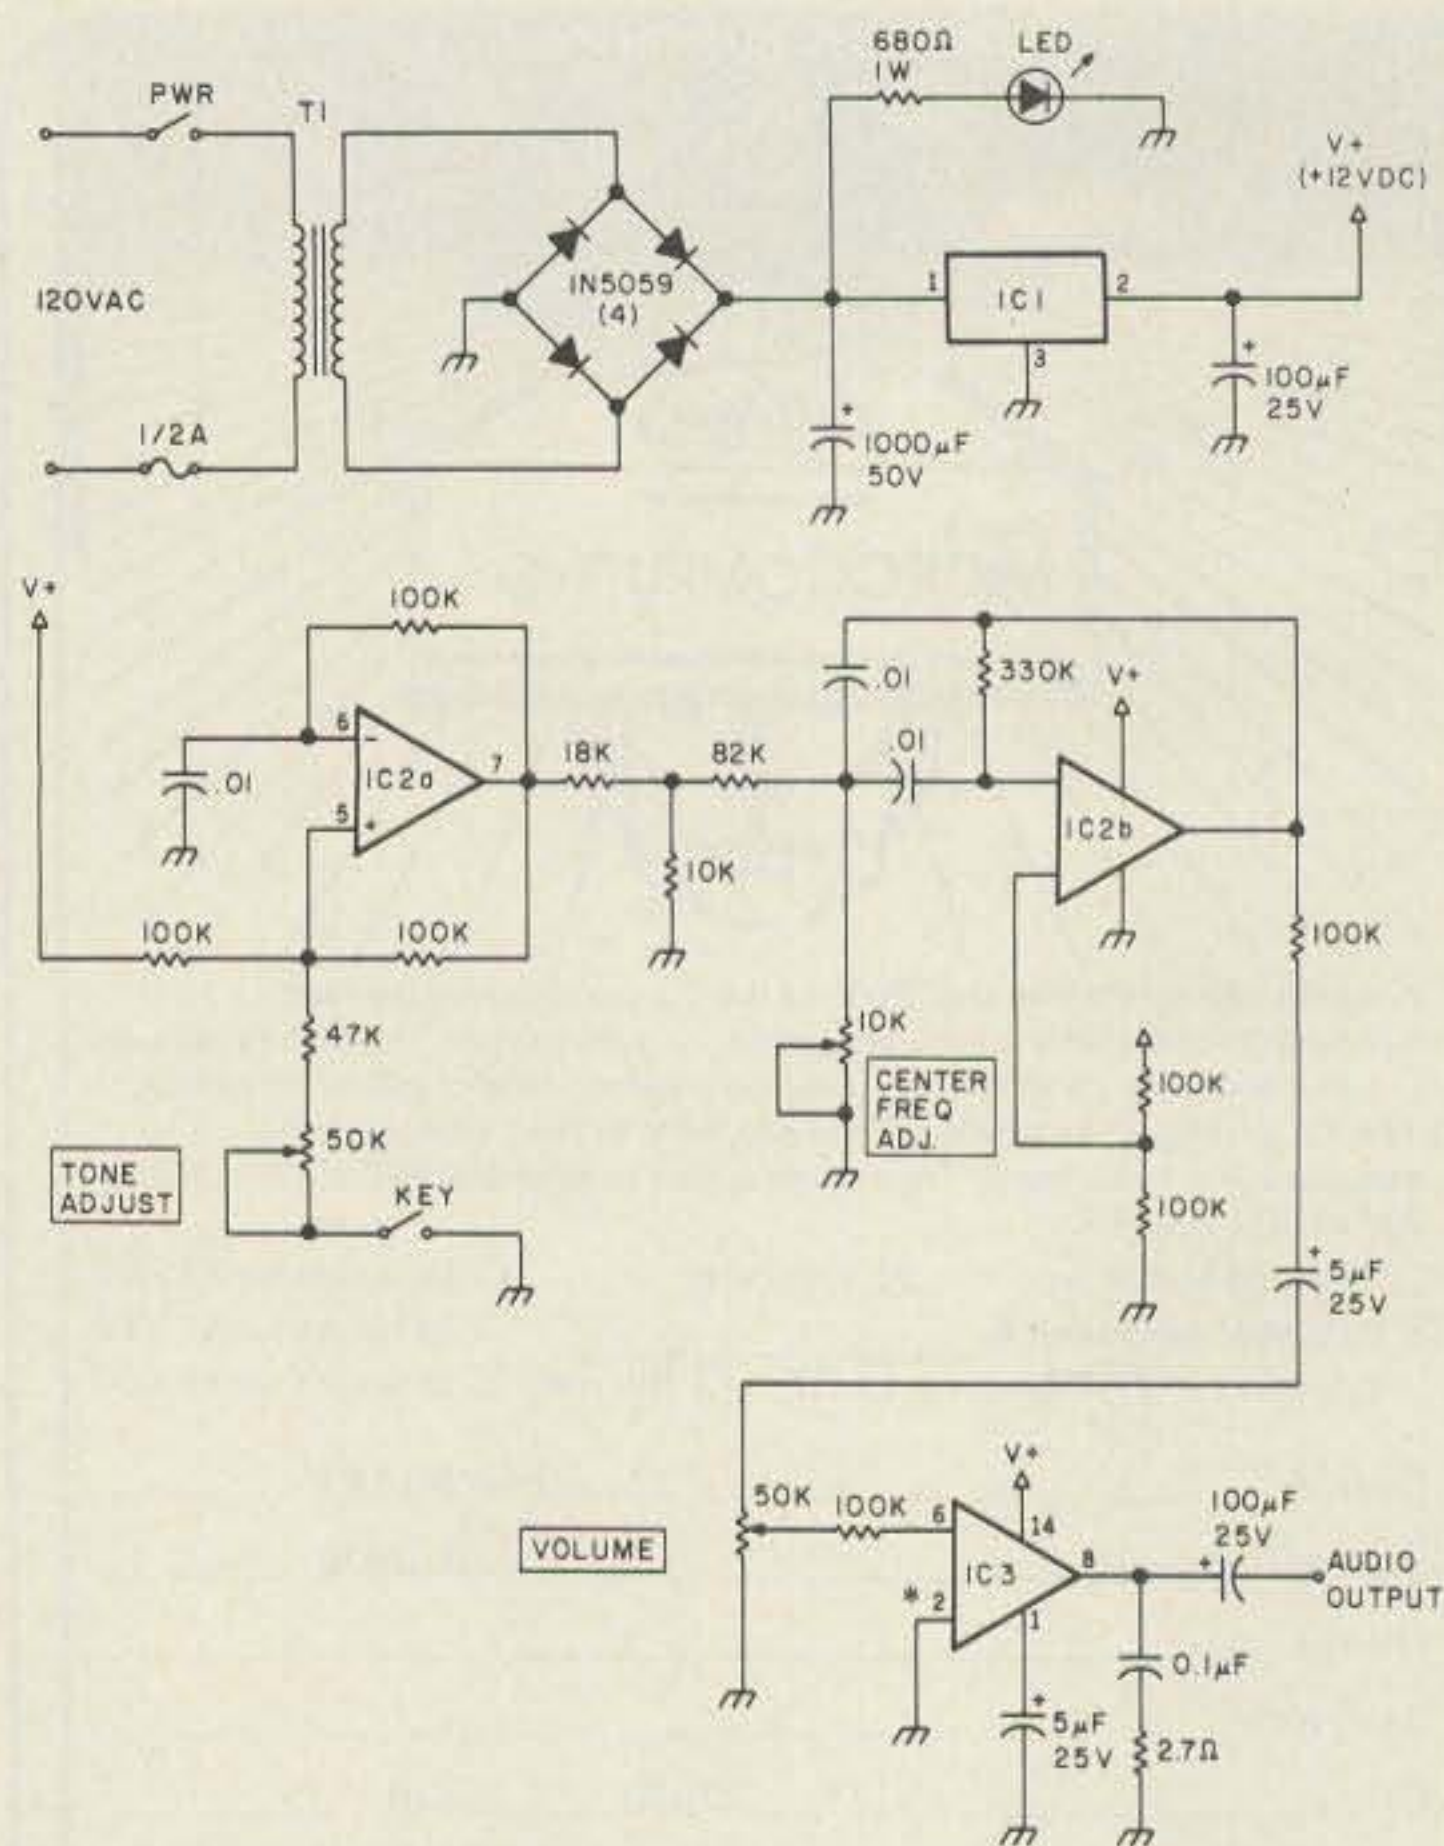 680Ω
1W
LED
PWR
T1
V+
(+12VDC)
120VAC
1N5059
(4)
1
IC1
2
3
+
100µF
25V
1/2A
+
1000µF
50V
V+
100K
.01
6
-
IC2a
7
5
+
18K
82K
.01
.01
330K
V+
IC2b
10K
100K
100K
100K
47K
10K
CENTER
FREQ
ADJ.
100K
50K
TONE
ADJUST
KEY
100K
+
5µF
25V
V+
50K
100K
6
14
100µF
25V
VOLUME
IC3
8
+
AUDIO
OUTPUT
*
2
1
+
5µF
25V
0.1µF
2.7Ω